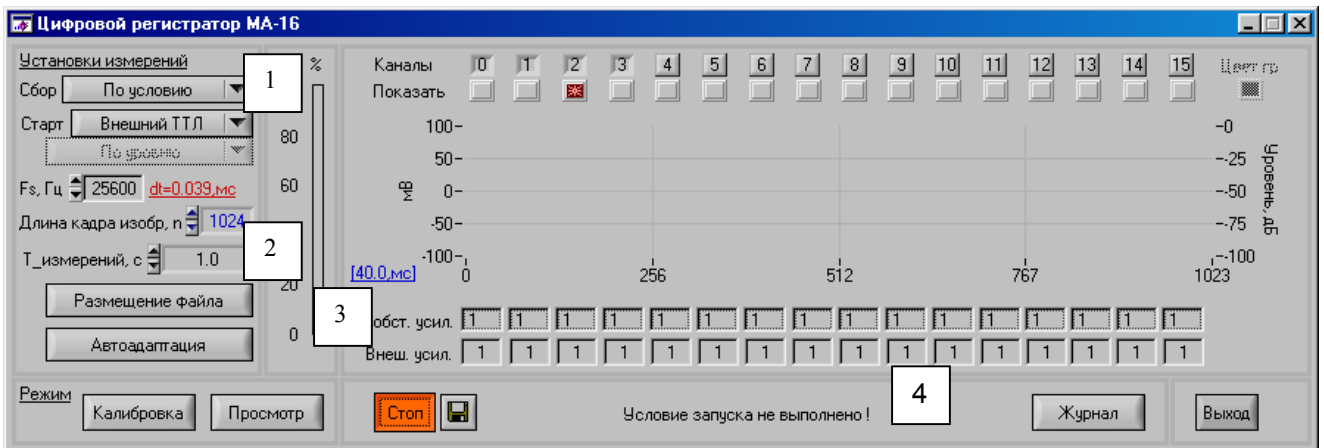 Цифровой регистратор МА-16
Установки измерений
Сбор По условию
Старт Внешний ТТЛ
По уровню
Fs, Гц 25600 dt=0.039,мс
Длина кадра изобр, n 1024
T_измерений, с 1.0
Размещение файла
Автоадаптация
1
2
3
4
%
80
60
20
0
Каналы 0 1 2 3 4 5 6 7 8 9 10 11 12 13 14 15 Цвет гр
Показать
100
50
0
-50
-100
мВ
-0
-25
-50
-75
-100
Уровень, дБ
[40.0,мс] 0 256 512 767 1023
обст. усил. 1 1 1 1 1 1 1 1 1 1 1 1 1 1 1 1
Внеш. усил. 1 1 1 1 1 1 1 1 1 1 1 1 1 1 1 1
Режим
Калибровка Просмотр
Стоп Условие запуска не выполнено ! Журнал Выход